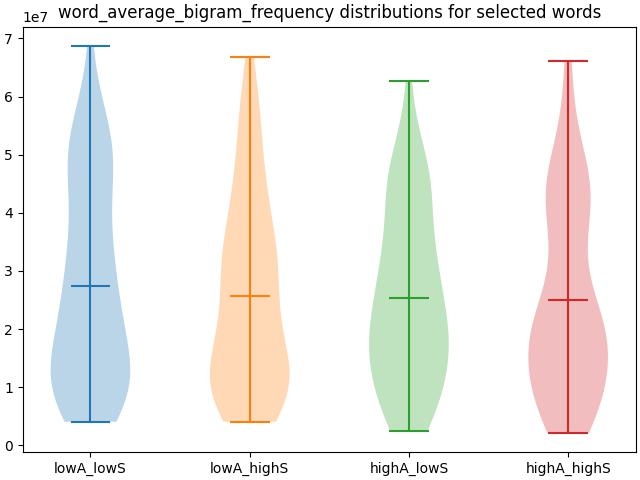 word_average_bigram_frequency distributions for selected words
1e7
7
6
5
4
3
2
1
0
lowA_lowS lowA_highS highA_lowS highA_highS